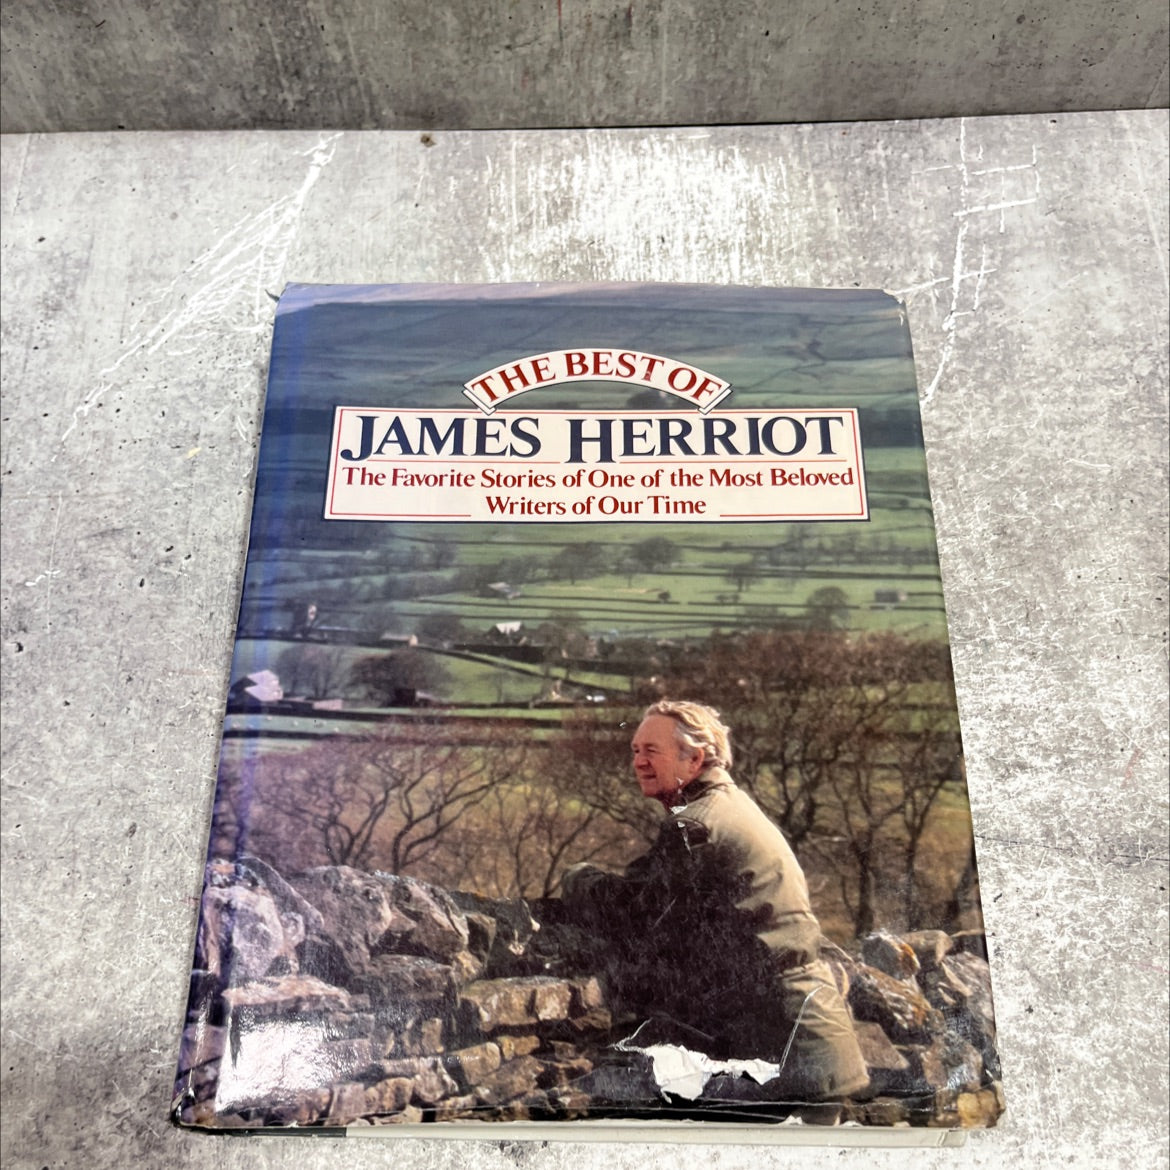 THE BEST OF
JAMES HERRIOT
The Favorite Stories of One of the Most Beloved
Writers of Our Time